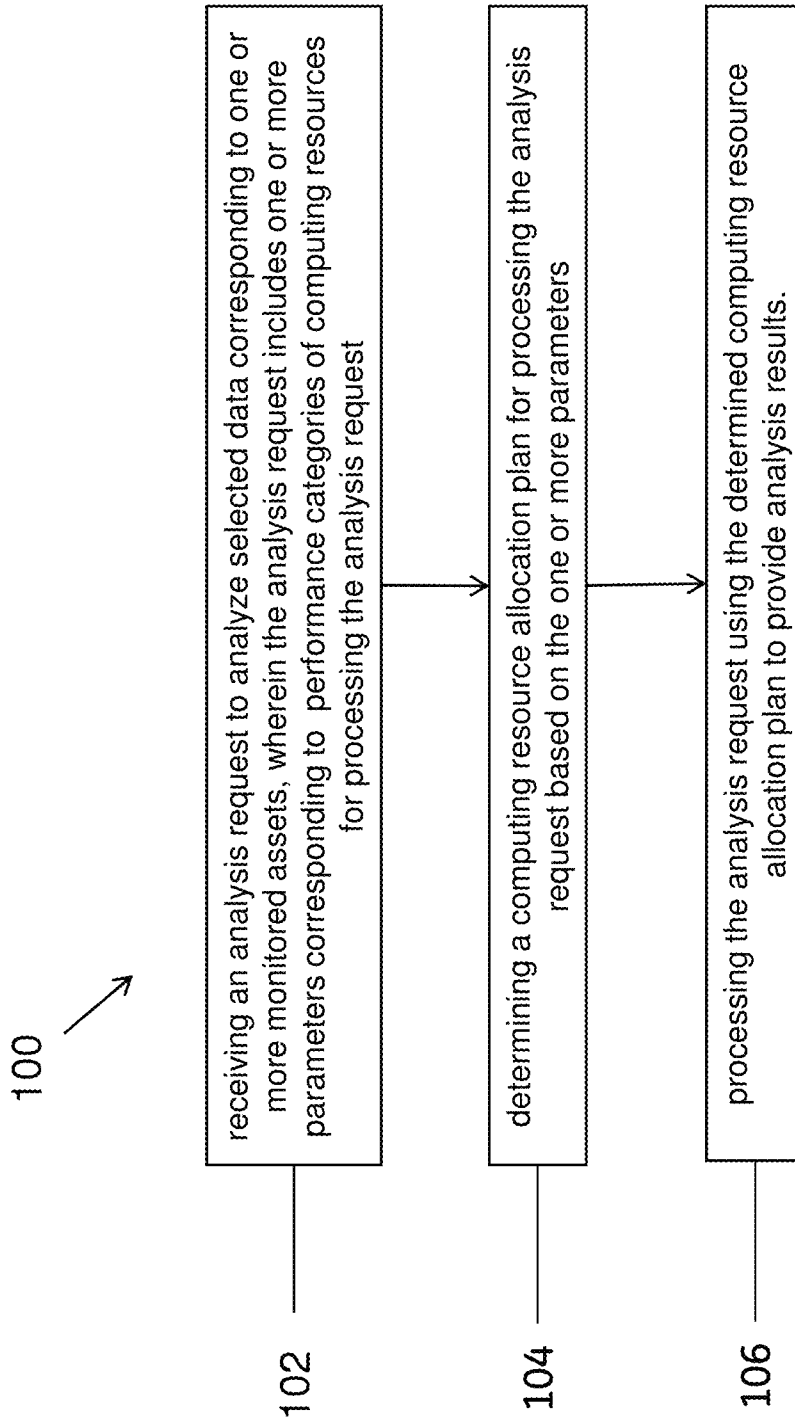 100
102
receiving an analysis request to analyze selected data corresponding to one or
more monitored assets, wherein the analysis request includes one or more
parameters corresponding to performance categories of computing resources
for processing the analysis request
104
determining a computing resource allocation plan for processing the analysis
request based on the one or more parameters
106
processing the analysis request using the determined computing resource
allocation plan to provide analysis results.